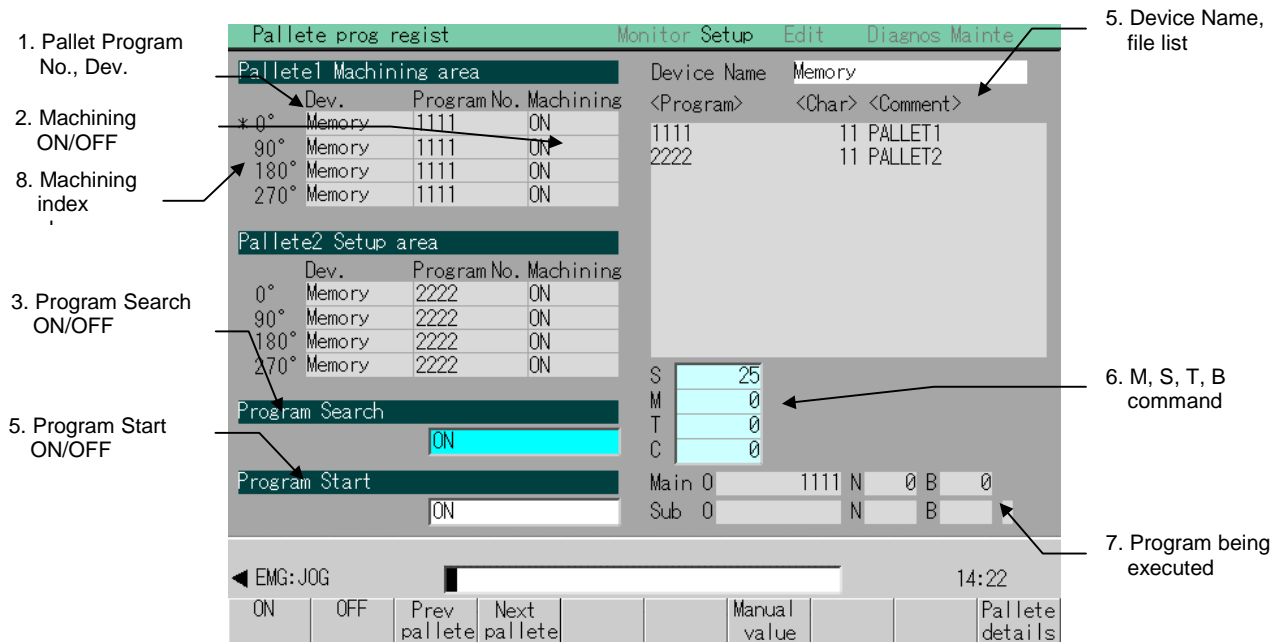 1. Pallet Program
No., Dev.
2. Machining
ON/OFF
8. Machining
index
3. Program Search
ON/OFF
5. Program Start
ON/OFF
Pallete prog regist Monitor Setup Edit Diagnos Mainte
Pallete1 Machining area
Dev. Program No. Machining
* 0° Memory 1111 ON
90° Memory 1111 ON
180° Memory 1111 ON
270° Memory 1111 ON
Pallete2 Setup area
Dev. Program No. Machining
0° Memory 2222 ON
90° Memory 2222 ON
180° Memory 2222 ON
270° Memory 2222 ON
Program Search
ON
Program Start
ON
Device Name Memory
<Program> <Char> <Comment>
1111 11 PALLET1
2222 11 PALLET2
S 25
M 0
T 0
C 0
Main O 1111 N 0 B 0
Sub O N B
EMG:JOG 14:22
ON OFF Prev pallete Next pallete Manual value Pallete details
5. Device Name,
file list
6. M, S, T, B
command
7. Program being
executed